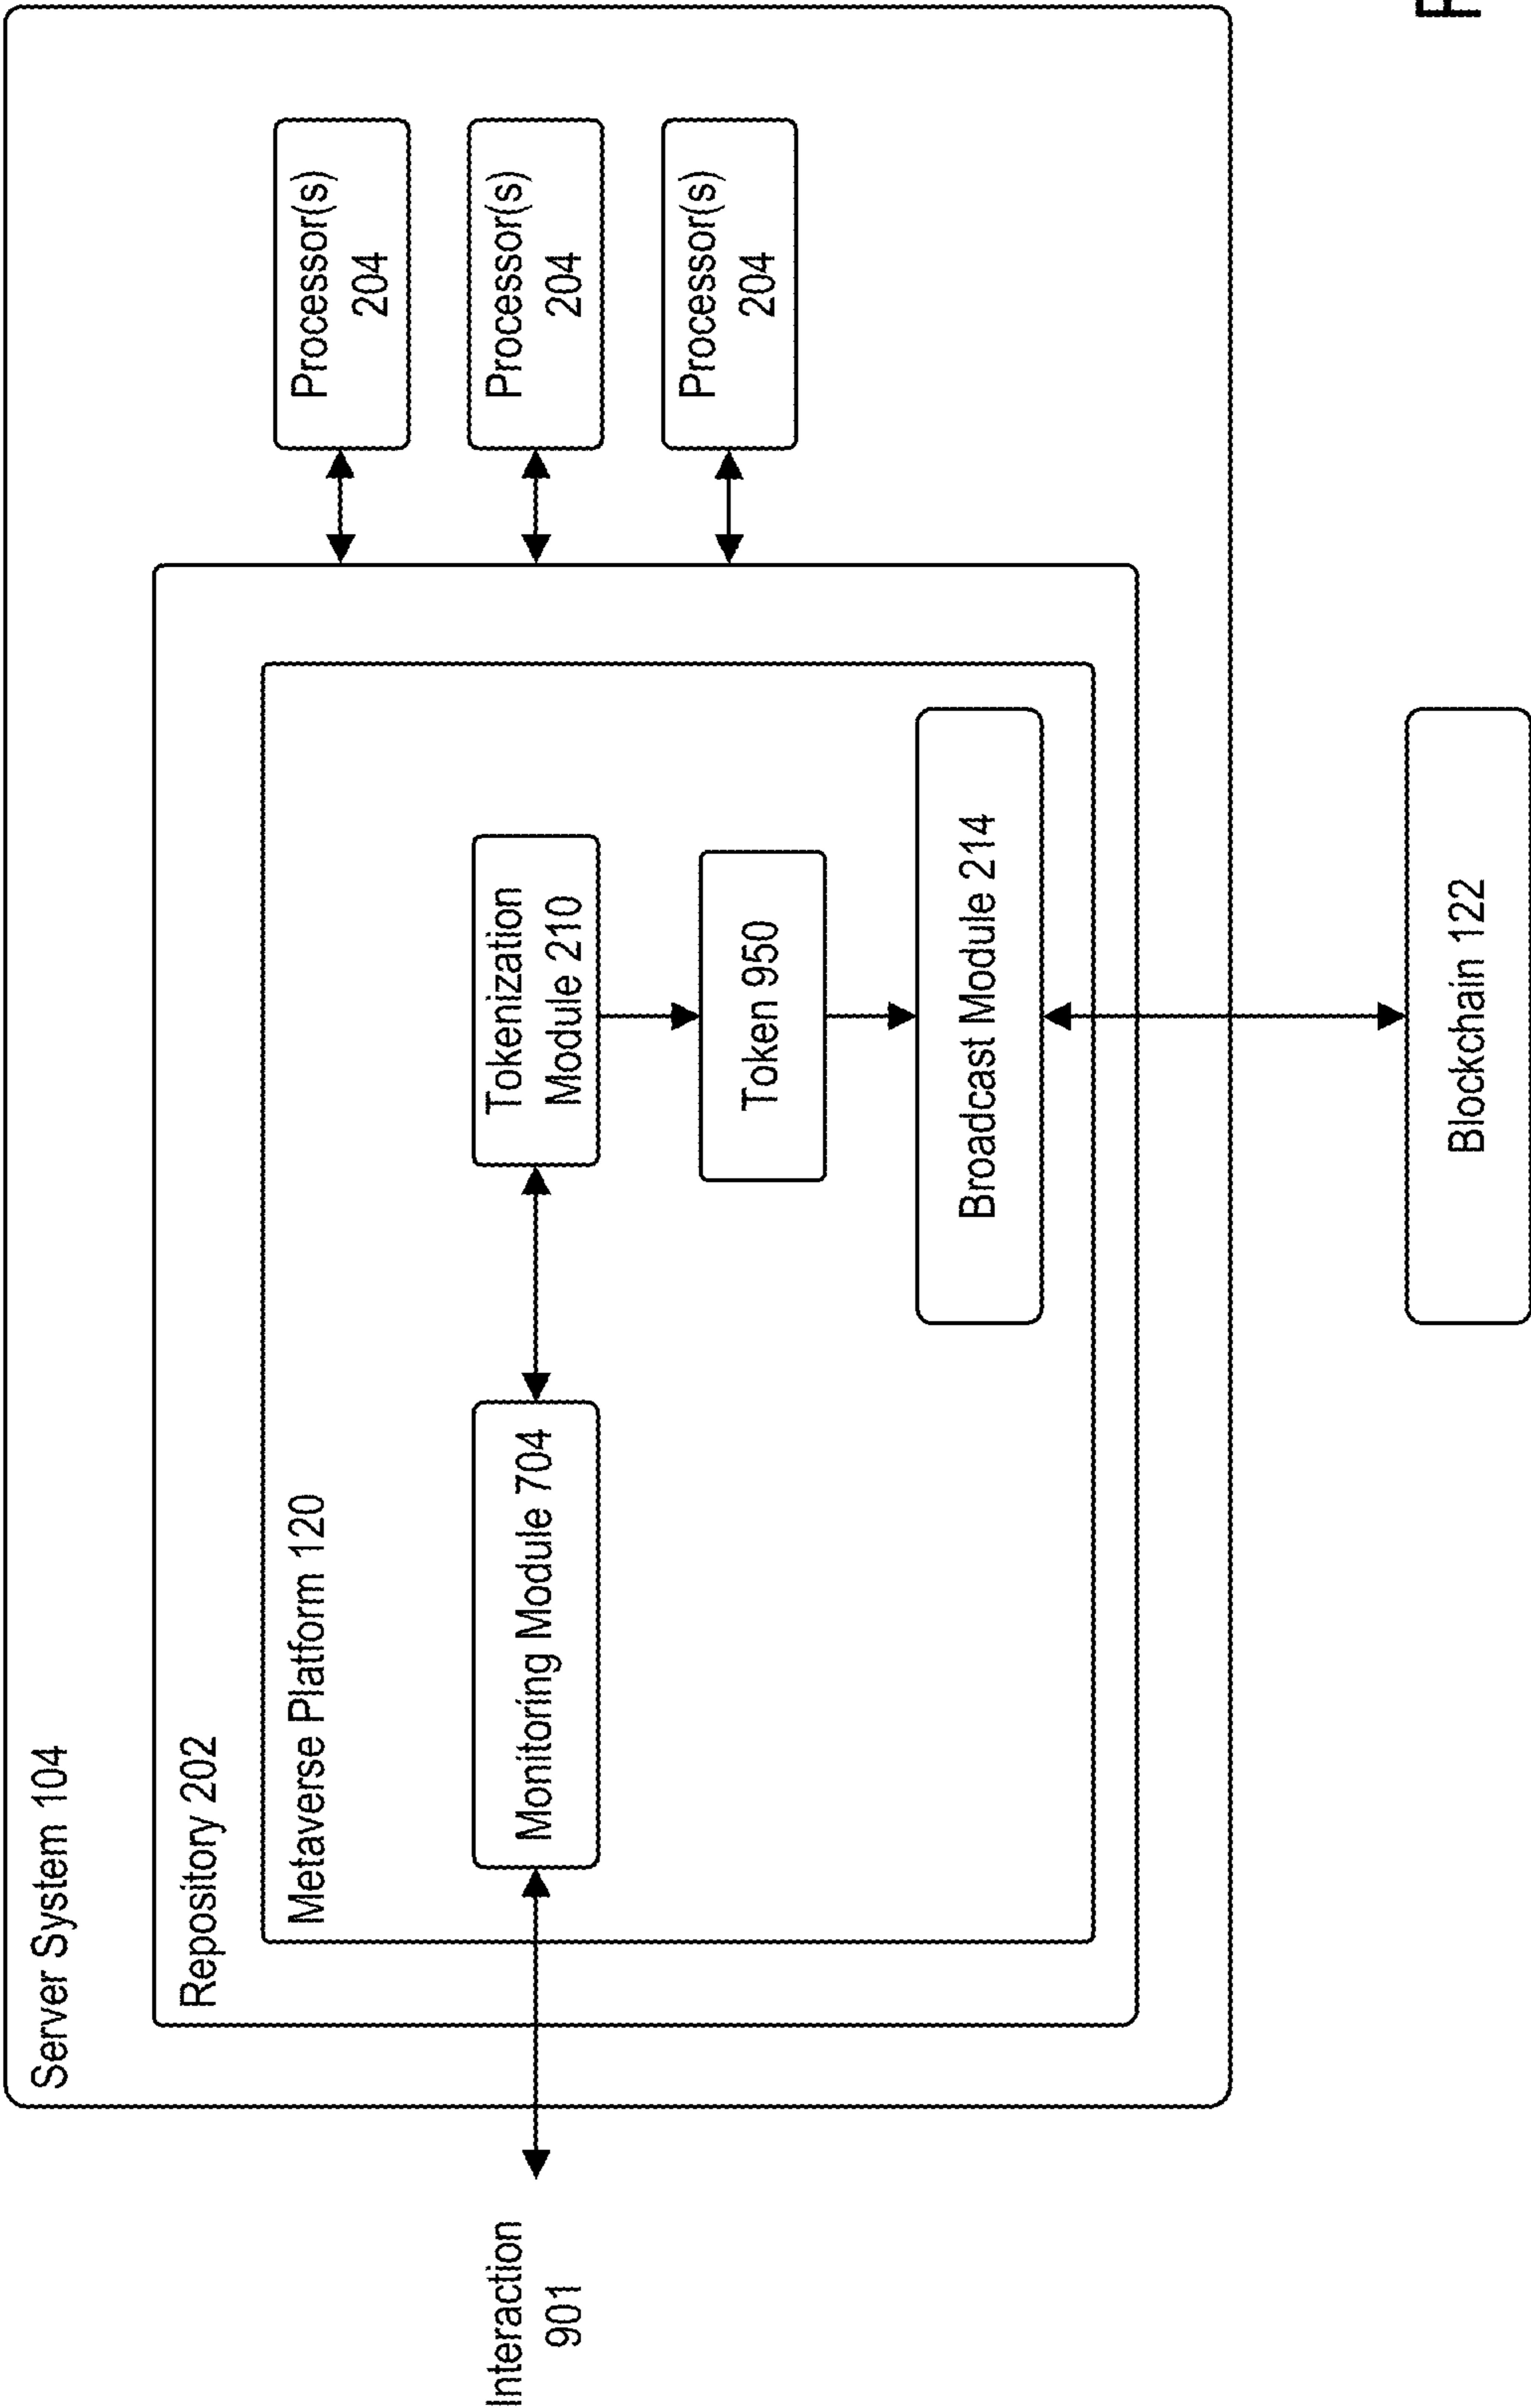 Server System 104
Repository 202
Metaverse Platform 120
Interaction
901
Monitoring Module 704
Tokenization
Module 210
Token 950
Broadcast Module 214
Processor(s)
204
Processor(s)
204
Processor(s)
204
Blockchain 122